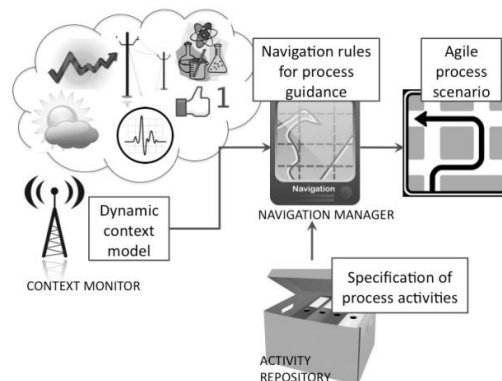 1
Navigation rules
for process
guidance
Agile
process
scenario
Navigation
NAVIGATION MANAGER
Dynamic
context
model
CONTEXT MONITOR
Specification of
process activities
ACTIVITY
REPOSITORY